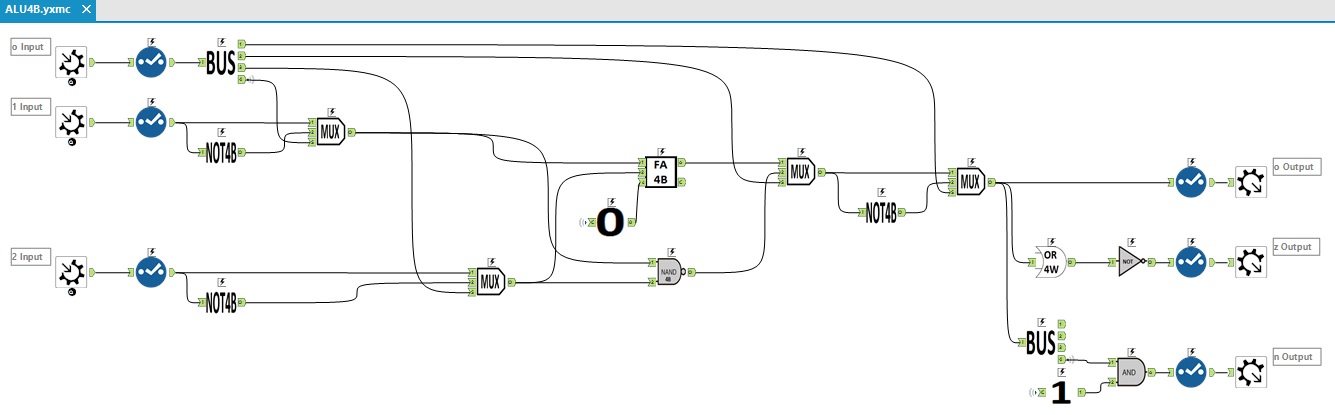 ALU4B.yxmc X
o Input
BUS
1 Input
NOT4B
MUX
FA
4B
0
MUX
NOT4B
MUX
o Output
2 Input
NOT4B
MUX
NAND
4B
OR
4W
NOT
z Output
BUS
1
AND
n Output